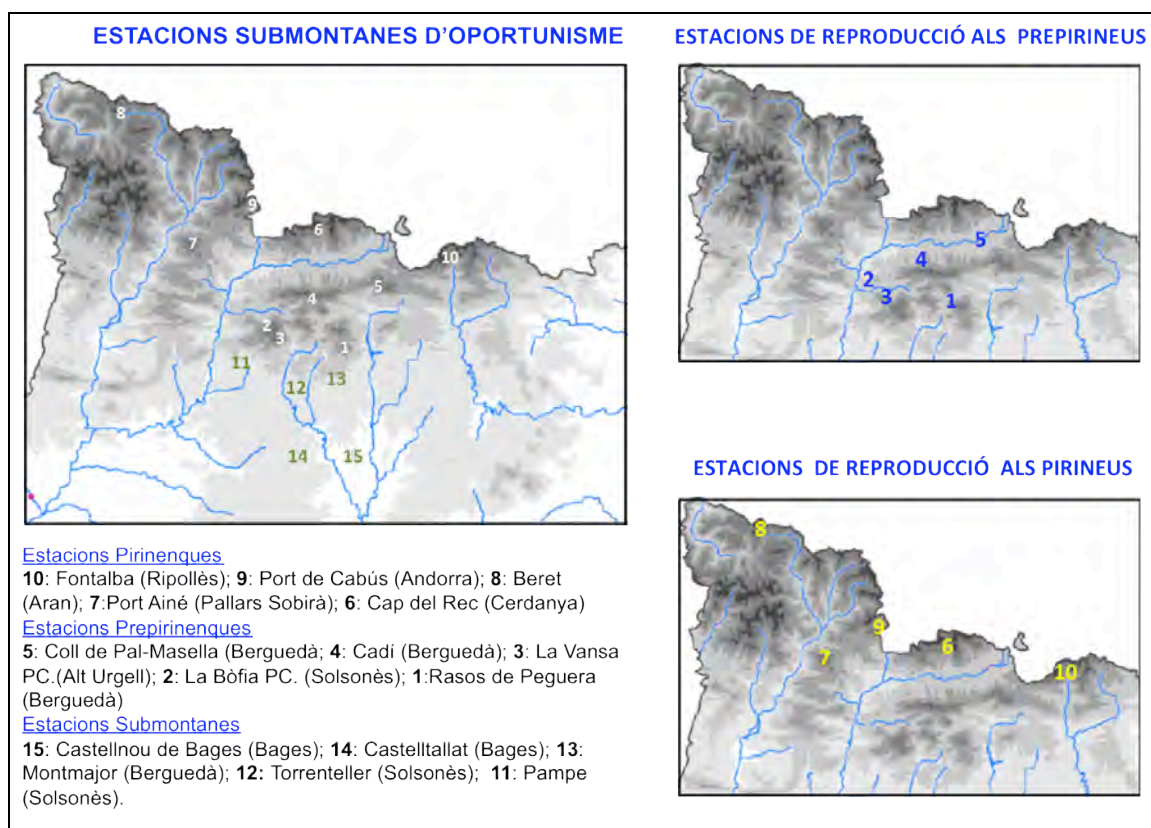 ESTACIONS SUBMONTANES D'OPORTUNISME
8
9
6
7
10
5
4
2
3
1
11
13
12
14
15
Estacions Pirinenques
10: Fontalba (Ripollès); 9: Port de Cabús (Andorra); 8: Beret
(Aran); 7:Port Ainé (Pallars Sobirà); 6: Cap del Rec (Cerdanya)
Estacions Prepirinenques
5: Coll de Pal-Masella (Berguedà; 4: Cadí (Berguedà); 3: La Vansa
PC.(Alt Urgell); 2: La Bòfia PC. (Solsonès); 1:Rasos de Peguera
(Berguedà)
Estacions Submontanes
15: Castellnou de Bages (Bages); 14: Castelltallat (Bages); 13:
Montmajor (Berguedà); 12: Torrenteller (Solsonès); 11: Pampe
(Solsonès).
ESTACIONS DE REPRODUCCIÓ ALS PREPIRINEUS
5
4
2
3
1
ESTACIONS DE REPRODUCCIÓ ALS PIRINEUS
8
9
6
7
10